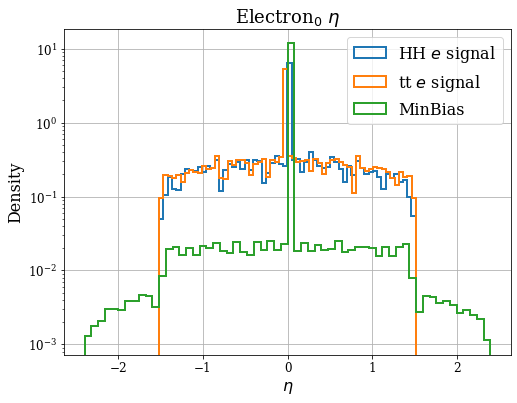 Electron₀ η
HH e signal
tt e signal
MinBias
Density
10¹
10⁰
10⁻¹
10⁻²
10⁻³
−2 −1 0 1 2
η